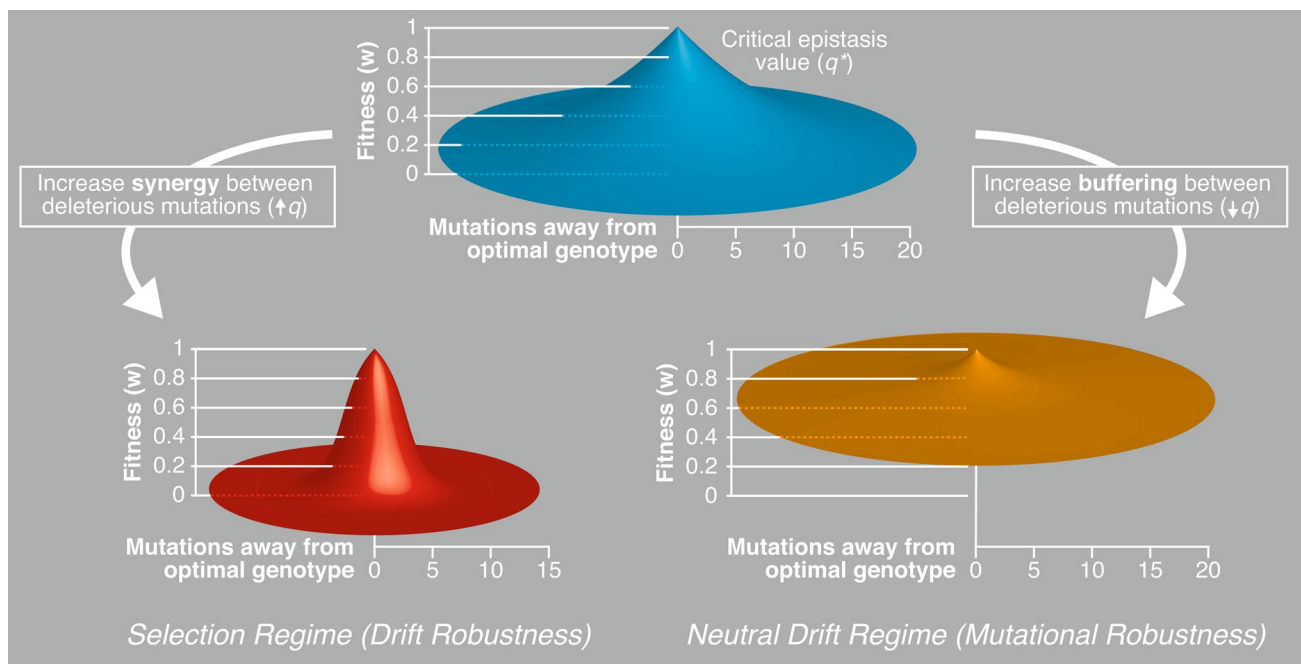 1
0.8
0.6
0.4
0.2
0
Fitness (w)
Critical epistasis
value (q*)
Mutations away from
optimal genotype
0 5 10 15 20
Increase synergy between
deleterious mutations (↑q)
Increase buffering between
deleterious mutations (↓q)
1
0.8
0.6
0.4
0.2
0
Fitness (w)
Mutations away from
optimal genotype
0 5 10 15
Selection Regime (Drift Robustness)
1
0.8
0.6
0.4
0.2
0
Fitness (w)
Mutations away from
optimal genotype
0 5 10 15 20
Neutral Drift Regime (Mutational Robustness)